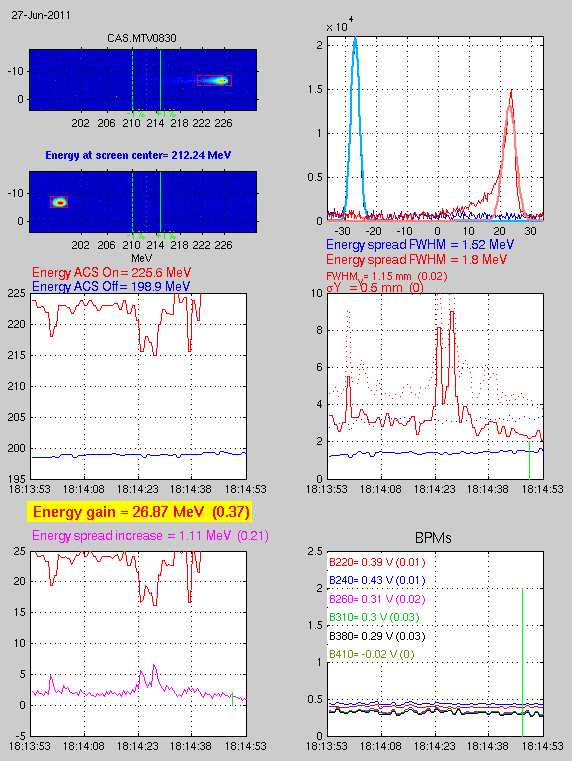 27-Jun-2011
CAS.MTV0830
-10
0
202 206 210 214 218 222 226
-1% +1%
Energy at screen center= 212.24 MeV
-10
0
202 206 210 214 218 222 226
-1% +1%
MeV
Energy ACS On = 225.6 MeV
Energy ACS Off = 198.9 MeV
225
220
215
210
205
200
195
18:13:53 18:14:08 18:14:23 18:14:38 18:14:53
Energy gain = 26.87 MeV (0.37)
Energy spread increase = 1.11 MeV (0.21)
25
20
15
10
5
0
-5
18:13:53 18:14:08 18:14:23 18:14:38 18:14:53
x 10^4
2
1.5
1
0.5
0
-30 -20 -10 0 10 20 30
Energy spread FWHM = 1.52 MeV
Energy spread FWHM = 1.8 MeV
FWHM_Y = 1.15 mm (0.02)
σY = 0.5 mm (0)
10
8
6
4
2
0
18:13:53 18:14:08 18:14:23 18:14:38 18:14:53
BPMs
2.5
2
1.5
1
0.5
0
B220= 0.39 V (0.01)
B240= 0.43 V (0.01)
B260= 0.31 V (0.02)
B310= 0.3 V (0.03)
B380= 0.29 V (0.03)
B410= -0.02 V (0)
18:13:53 18:14:08 18:14:23 18:14:38 18:14:53